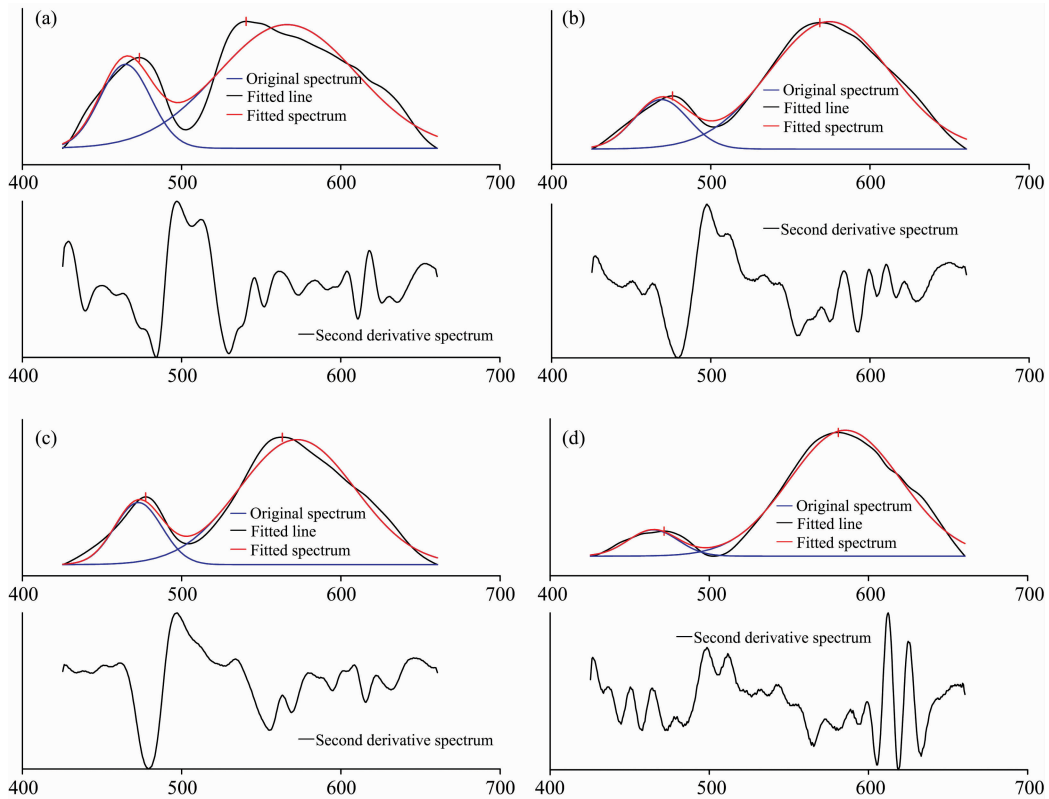 (a)
Original spectrum
Fitted line
Fitted spectrum
400 500 600 700
Second derivative spectrum
400 500 600 700
(b)
Original spectrum
Fitted line
Fitted spectrum
400 500 600 700
Second derivative spectrum
400 500 600 700
(c)
Original spectrum
Fitted line
Fitted spectrum
400 500 600 700
Second derivative spectrum
400 500 600 700
(d)
Original spectrum
Fitted line
Fitted spectrum
400 500 600 700
Second derivative spectrum
400 500 600 700